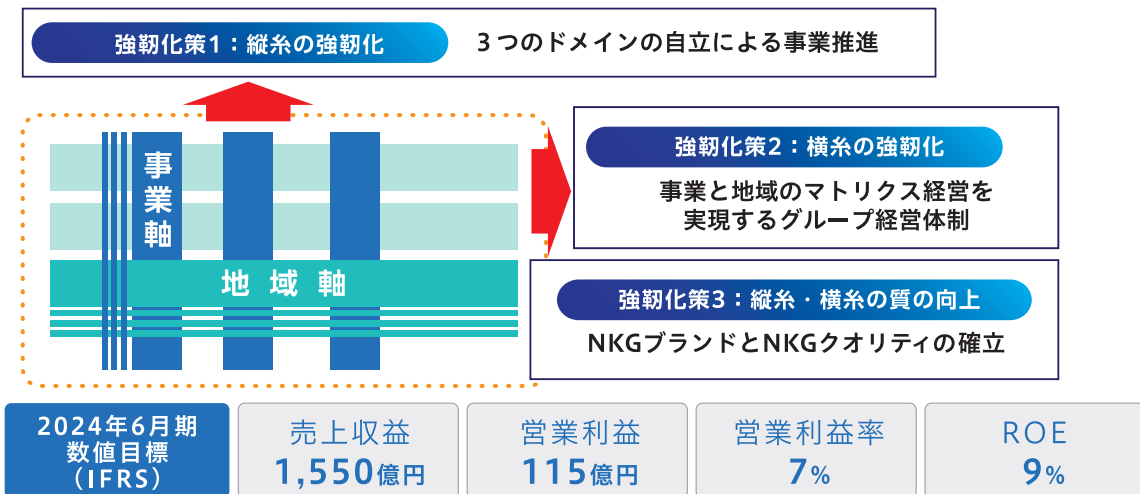 強靭化策1：縦糸の強靭化
3つのドメインの自立による事業推進
事業軸
地域軸
強靭化策2：横糸の強靭化
事業と地域のマトリクス経営を
実現するグループ経営体制
強靭化策3：縦糸・横糸の質の向上
NKGブランドとNKGクオリティの確立
2024年6月期
数値目標
（IFRS）
売上収益
1,550億円
営業利益
115億円
営業利益率
7%
ROE
9%